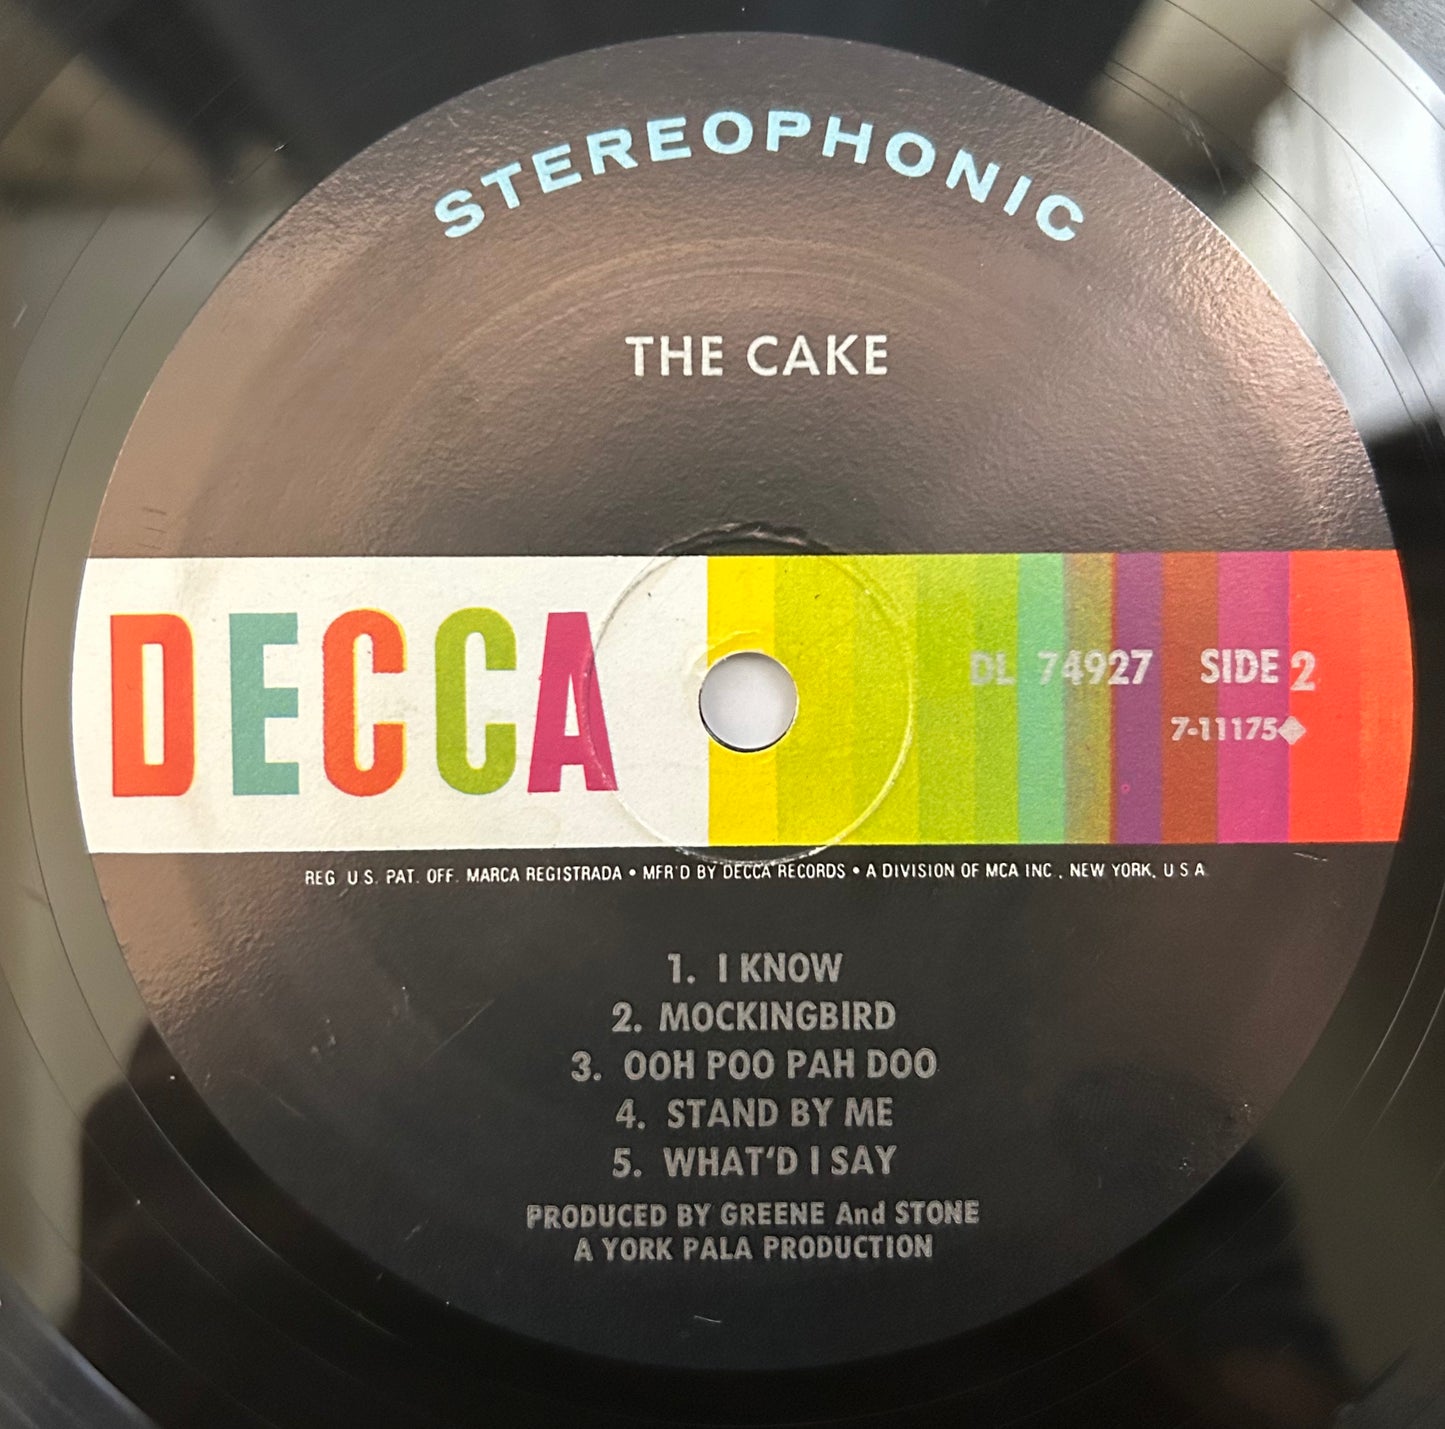 STEREOPHONIC
THE CAKE
DECCA
DL 74927 SIDE 2
7-11175◆
REG. U.S. PAT. OFF. MARCA REGISTRADA • MFR'D BY DECCA RECORDS • A DIVISION OF MCA INC., NEW YORK, U S A
1. I KNOW
2. MOCKINGBIRD
3. OOH POO PAH DOO
4. STAND BY ME
5. WHAT'D I SAY
PRODUCED BY GREENE And STONE
A YORK PALA PRODUCTION